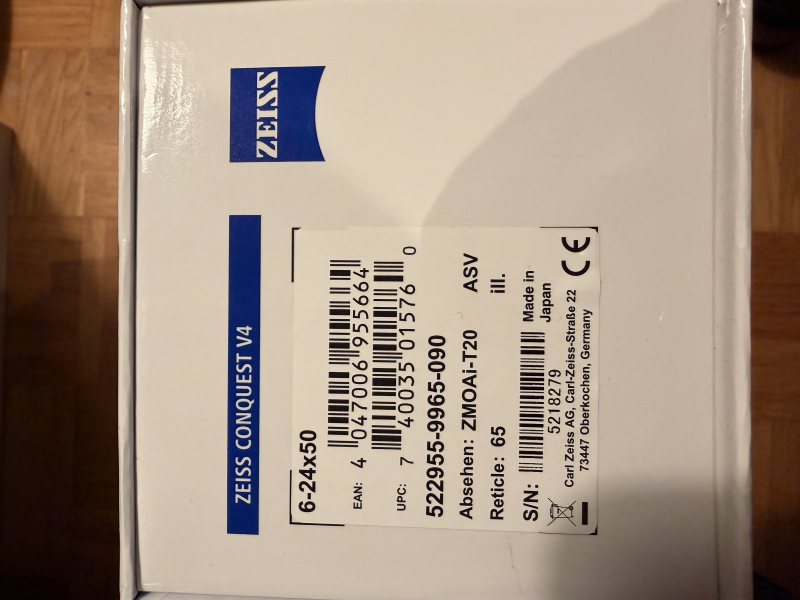 ZEISS
ZEISS CONQUEST V4
6-24x50
EAN: 4 047006 955664
UPC: 7 40035 01576 0
522955-9965-090
Absehen: ZMOAi-T20 ASV
Reticle: 65 ill.
S/N: 5218279 Made in Japan
Carl Zeiss AG, Carl-Zeiss-Straße 22
73447 Oberkochen, Germany
CE